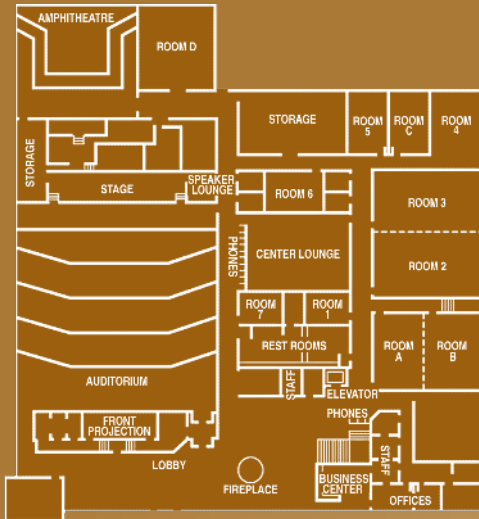 AMPHITHEATRE
ROOM D
STORAGE
ROOM
5
ROOM
C
ROOM
4
STORAGE
STAGE
SPEAKER
LOUNGE
ROOM 6
ROOM 3
PHONES
CENTER LOUNGE
ROOM 2
ROOM
7
ROOM
1
REST ROOMS
ROOM
A
ROOM
B
AUDITORIUM
STAFF
ELEVATOR
PHONES
FRONT
PROJECTION
LOBBY
STAFF
FIREPLACE
BUSINESS
CENTER
OFFICES